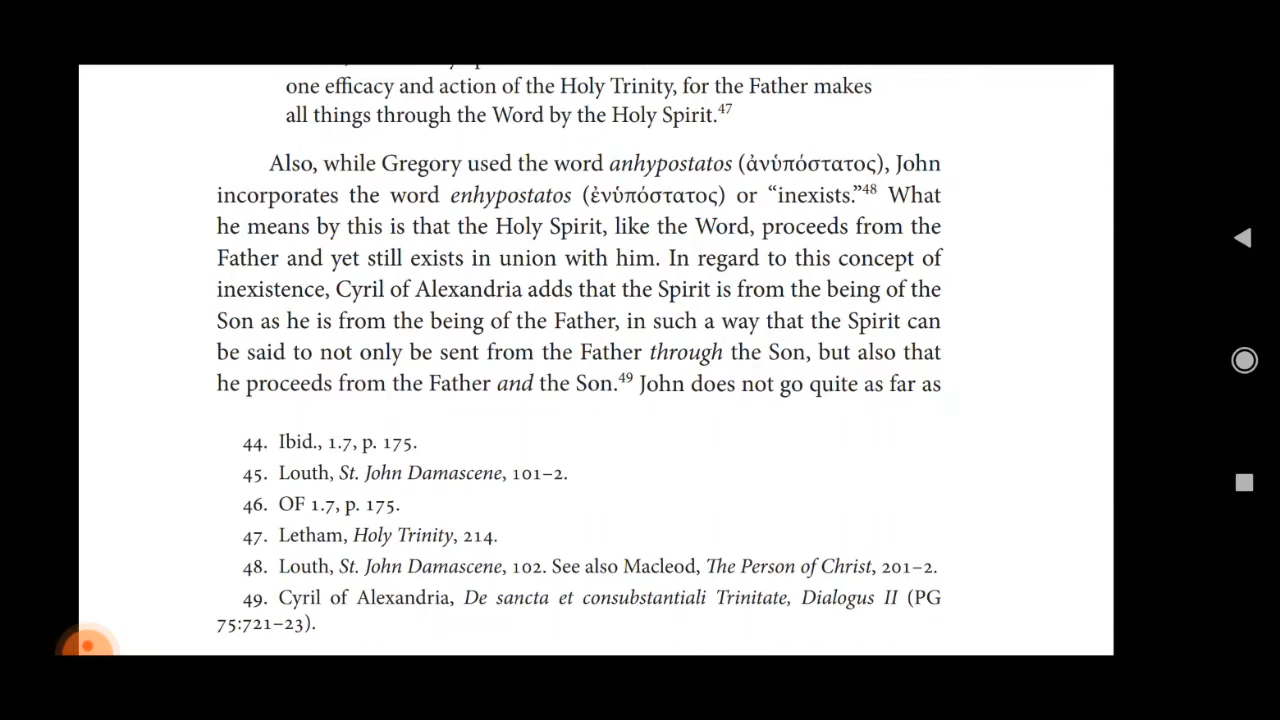 one efficacy and action of the Holy Trinity, for the Father makes
all things through the Word by the Holy Spirit.47
Also, while Gregory used the word anhypostatos (ἀνὑπόστατος), John
incorporates the word enhypostatos (ἐνὑπόστατος) or “inexists.”48 What
he means by this is that the Holy Spirit, like the Word, proceeds from the
Father and yet still exists in union with him. In regard to this concept of
inexistence, Cyril of Alexandria adds that the Spirit is from the being of the
Son as he is from the being of the Father, in such a way that the Spirit can
be said to not only be sent from the Father through the Son, but also that
he proceeds from the Father and the Son.49 John does not go quite as far as
44. Ibid., 1.7, p. 175.
45. Louth, St. John Damascene, 101–2.
46. OF 1.7, p. 175.
47. Letham, Holy Trinity, 214.
48. Louth, St. John Damascene, 102. See also Macleod, The Person of Christ, 201–2.
49. Cyril of Alexandria, De sancta et consubstantiali Trinitate, Dialogus II (PG
75:721–23).